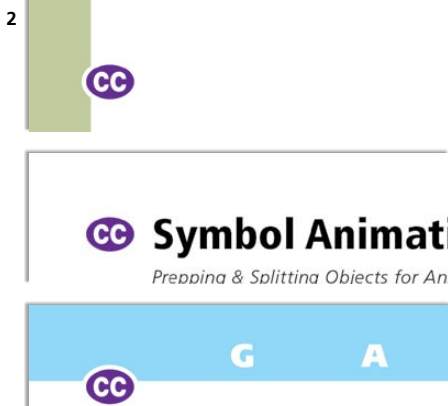 2
CC
CC Symbol Animati
Prepping & Splitting Objects for An
G A
CC